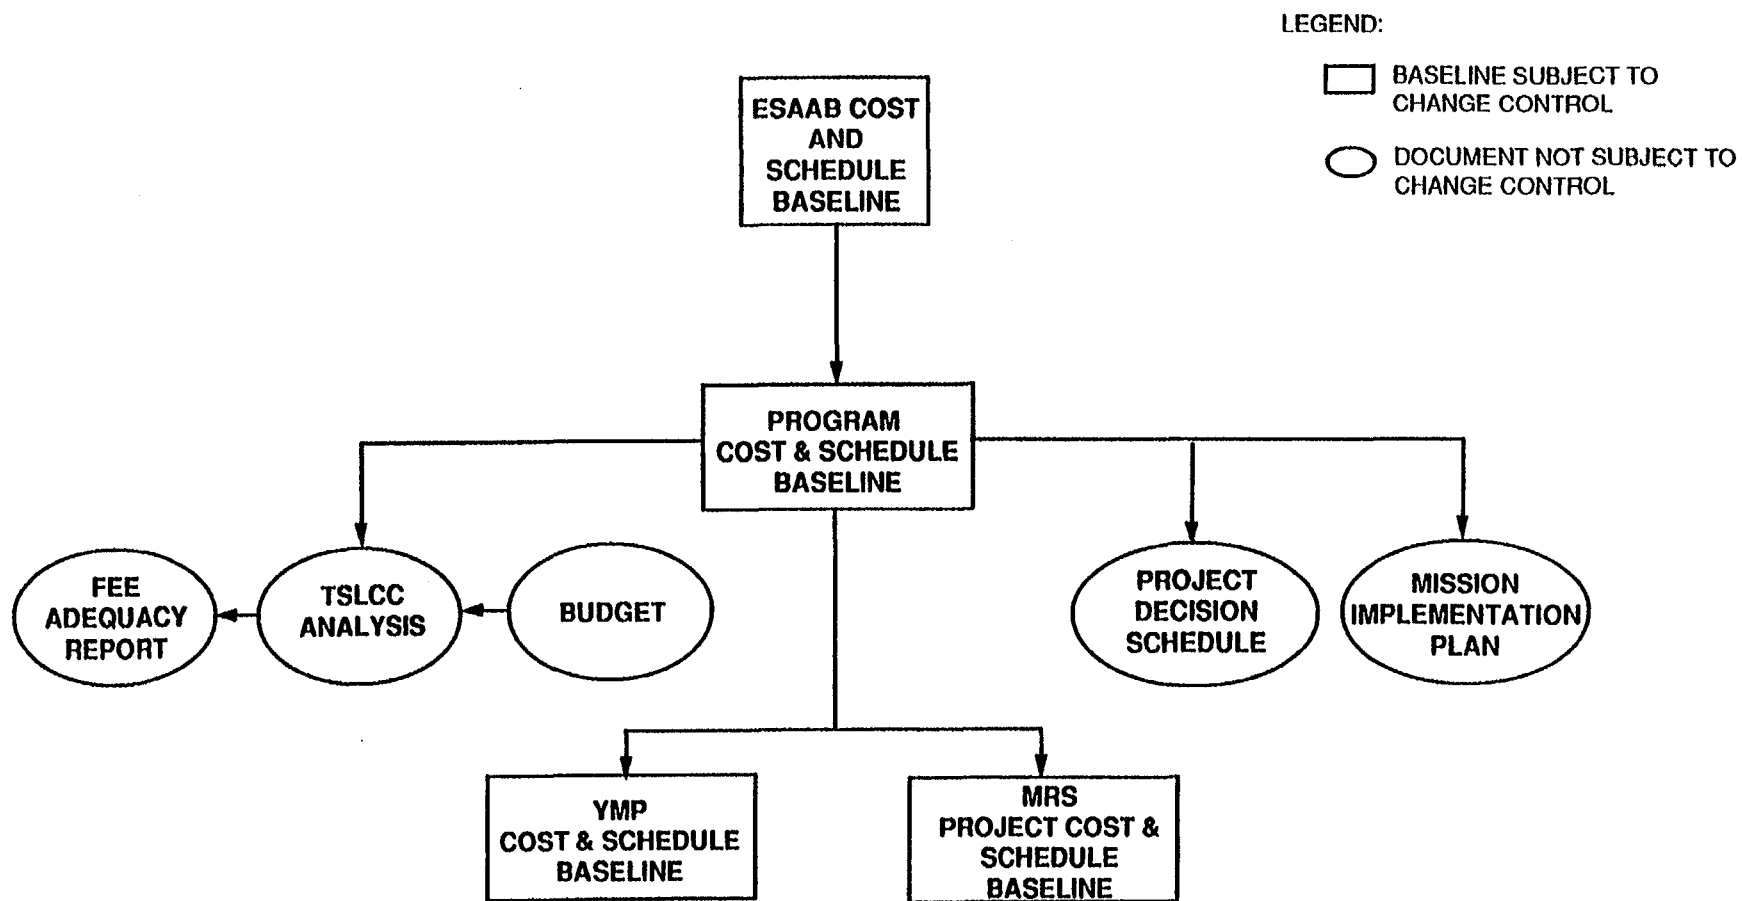 LEGEND:
BASELINE SUBJECT TO
CHANGE CONTROL
DOCUMENT NOT SUBJECT TO
CHANGE CONTROL
ESAAB COST
AND
SCHEDULE
BASELINE
PROGRAM
COST & SCHEDULE
BASELINE
FEE
ADEQUACY
REPORT
TSLCC
ANALYSIS
BUDGET
PROJECT
DECISION
SCHEDULE
MISSION
IMPLEMENTATION
PLAN
YMP
COST & SCHEDULE
BASELINE
MRS
PROJECT COST &
SCHEDULE
BASELINE